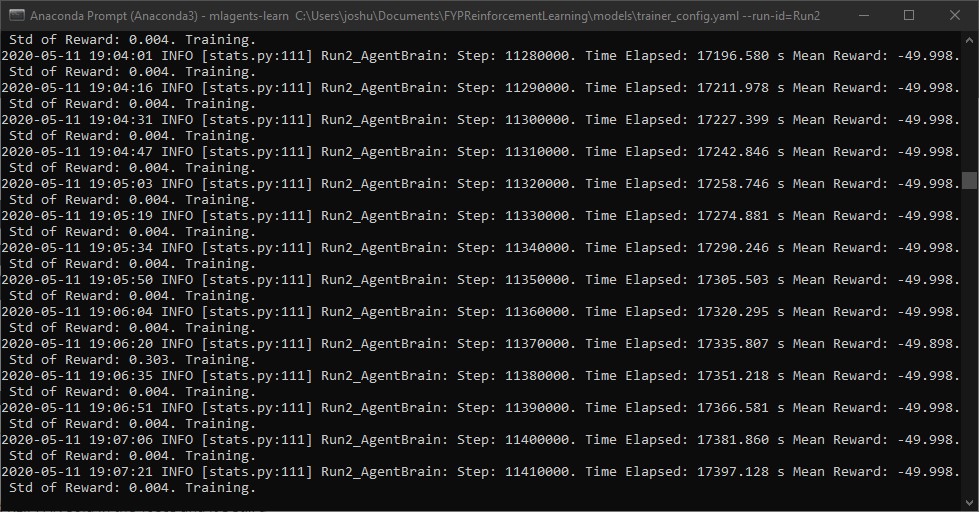 Anaconda Prompt (Anaconda3) - mlagents-learn  C:\Users\joshu\Documents\FYPReinforcementLearning\models\trainer_config.yaml --run-id=Run2
 Std of Reward: 0.004. Training.
2020-05-11 19:04:01 INFO [stats.py:111] Run2_AgentBrain: Step: 11280000. Time Elapsed: 17196.580 s Mean Reward: -49.998.
 Std of Reward: 0.004. Training.
2020-05-11 19:04:16 INFO [stats.py:111] Run2_AgentBrain: Step: 11290000. Time Elapsed: 17211.978 s Mean Reward: -49.998.
 Std of Reward: 0.004. Training.
2020-05-11 19:04:31 INFO [stats.py:111] Run2_AgentBrain: Step: 11300000. Time Elapsed: 17227.399 s Mean Reward: -49.998.
 Std of Reward: 0.004. Training.
2020-05-11 19:04:47 INFO [stats.py:111] Run2_AgentBrain: Step: 11310000. Time Elapsed: 17242.846 s Mean Reward: -49.998.
 Std of Reward: 0.004. Training.
2020-05-11 19:05:03 INFO [stats.py:111] Run2_AgentBrain: Step: 11320000. Time Elapsed: 17258.746 s Mean Reward: -49.998.
 Std of Reward: 0.004. Training.
2020-05-11 19:05:19 INFO [stats.py:111] Run2_AgentBrain: Step: 11330000. Time Elapsed: 17274.881 s Mean Reward: -49.998.
 Std of Reward: 0.004. Training.
2020-05-11 19:05:34 INFO [stats.py:111] Run2_AgentBrain: Step: 11340000. Time Elapsed: 17290.246 s Mean Reward: -49.998.
 Std of Reward: 0.004. Training.
2020-05-11 19:05:50 INFO [stats.py:111] Run2_AgentBrain: Step: 11350000. Time Elapsed: 17305.503 s Mean Reward: -49.998.
 Std of Reward: 0.004. Training.
2020-05-11 19:06:04 INFO [stats.py:111] Run2_AgentBrain: Step: 11360000. Time Elapsed: 17320.295 s Mean Reward: -49.998.
 Std of Reward: 0.004. Training.
2020-05-11 19:06:20 INFO [stats.py:111] Run2_AgentBrain: Step: 11370000. Time Elapsed: 17335.807 s Mean Reward: -49.898.
 Std of Reward: 0.303. Training.
2020-05-11 19:06:35 INFO [stats.py:111] Run2_AgentBrain: Step: 11380000. Time Elapsed: 17351.218 s Mean Reward: -49.998.
 Std of Reward: 0.004. Training.
2020-05-11 19:06:51 INFO [stats.py:111] Run2_AgentBrain: Step: 11390000. Time Elapsed: 17366.581 s Mean Reward: -49.998.
 Std of Reward: 0.004. Training.
2020-05-11 19:07:06 INFO [stats.py:111] Run2_AgentBrain: Step: 11400000. Time Elapsed: 17381.860 s Mean Reward: -49.998.
 Std of Reward: 0.004. Training.
2020-05-11 19:07:21 INFO [stats.py:111] Run2_AgentBrain: Step: 11410000. Time Elapsed: 17397.128 s Mean Reward: -49.998.
 Std of Reward: 0.004. Training.